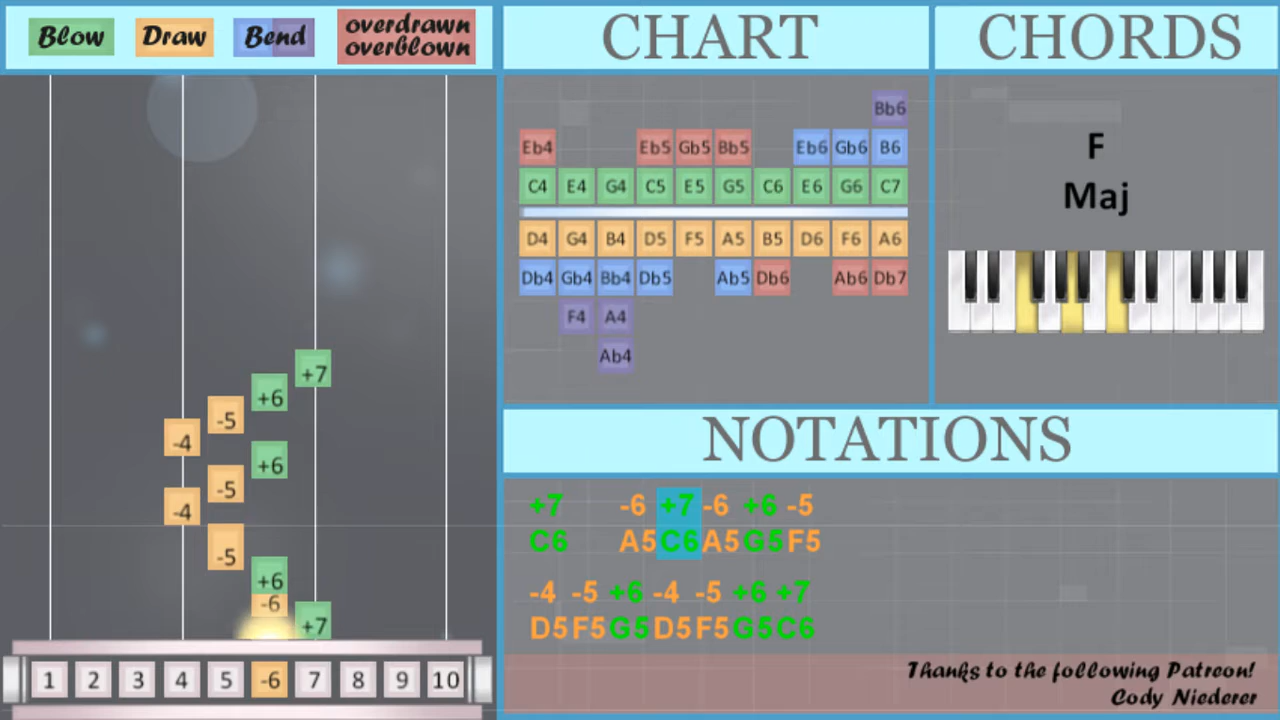 Blow Draw Bend overdrawn
overblown
CHART
CHORDS
Bb6
Eb4 Eb5 Gb5 Bb5 Eb6 Gb6 B6
C4 E4 G4 C5 E5 G5 C6 E6 G6 C7
D4 G4 B4 D5 F5 A5 B5 D6 F6 A6
Db4 Gb4 Bb4 Db5 Ab5 Db6 Ab6 Db7
F4 A4
Ab4
F
Maj
+7
+6
-5
-4
+6
-5
-4
-5
+6
-6
+7
1 2 3 4 5 -6 7 8 9 10
NOTATIONS
+7 -6 +7 -6 +6 -5
C6 A5 C6 A5 G5 F5
-4 -5 +6 -4 -5 +6 +7
D5 F5 G5 D5 F5 G5 C6
Thanks to the following Patreon!
Cody Niederer